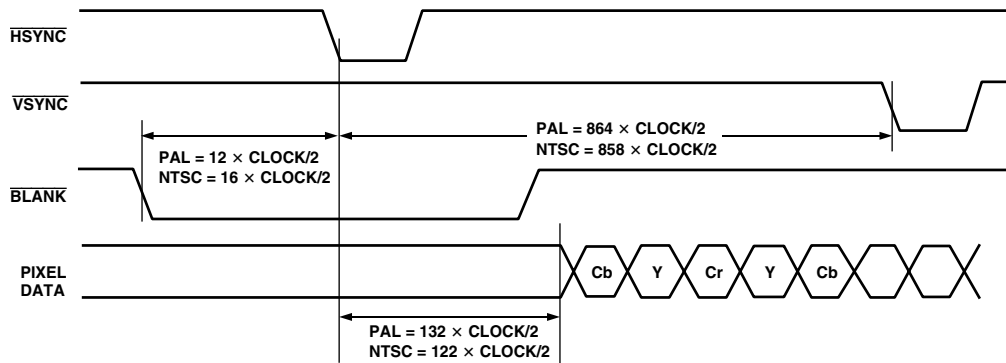 HSYNC
VSYNC
PAL = 864 × CLOCK/2
NTSC = 858 × CLOCK/2
PAL = 12 × CLOCK/2
NTSC = 16 × CLOCK/2
BLANK
PIXEL
DATA
Cb Y Cr Y Cb
PAL = 132 × CLOCK/2
NTSC = 122 × CLOCK/2